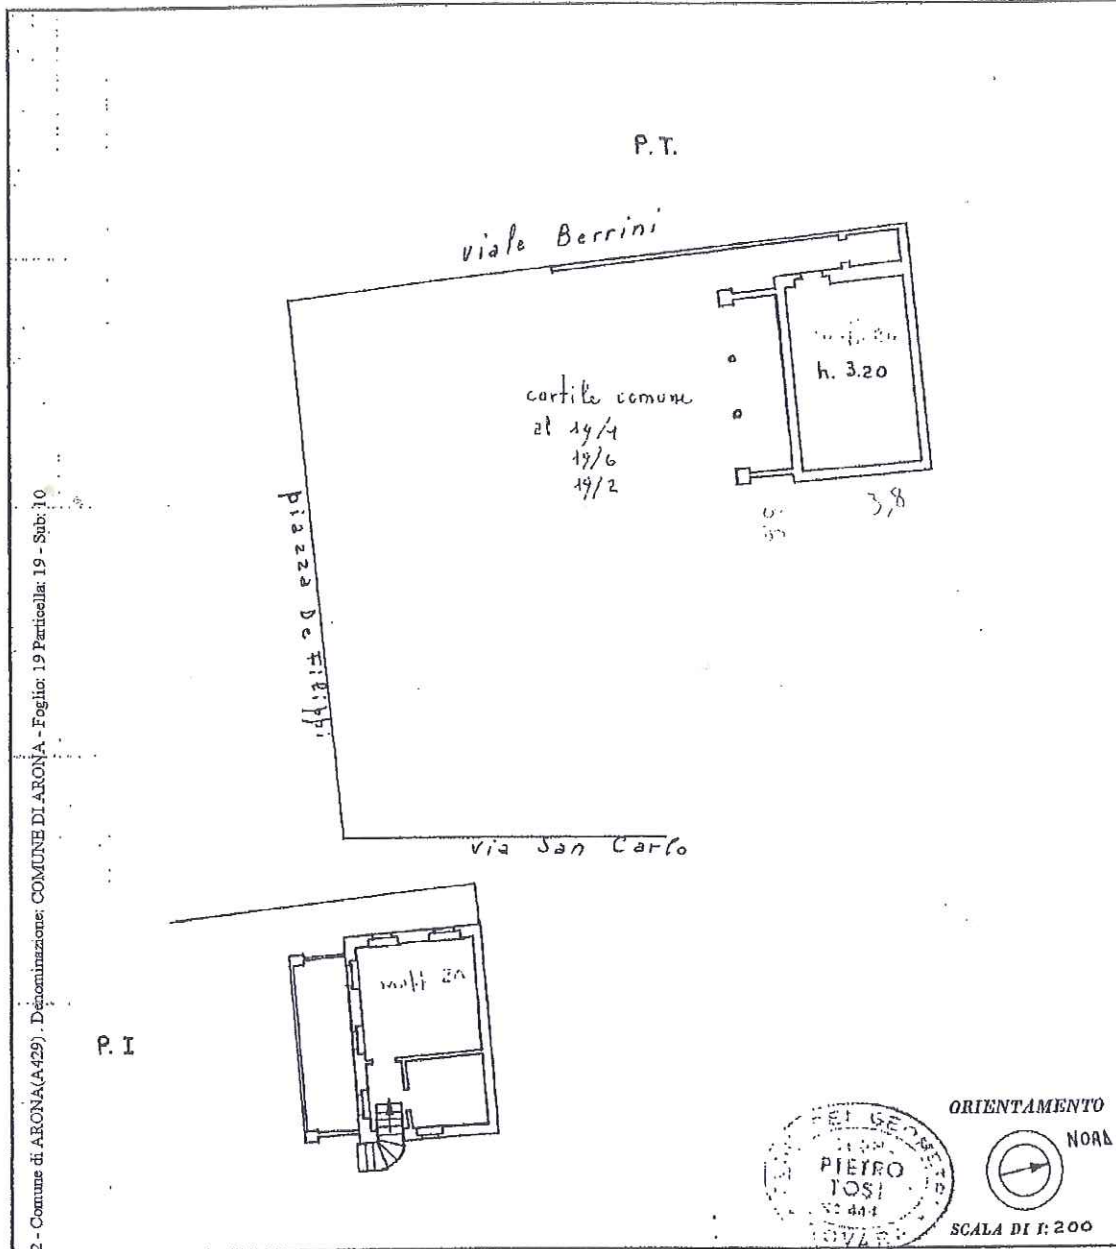 P.T.
viale Berrini
h. 3.20
cortile comune
al 19/1
19/6
19/2
3,8
piazza De Filippi
via San Carlo
P. I
2 - Comune di ARONA(A429). Denominazione: COMUNE DI ARONA - Foglio: 19 Particella: 19 - Sub: 10
DEI GEOMETRI
PIETRO
TOSI
ORIENTAMENTO
NORD
SCALA DI 1:200